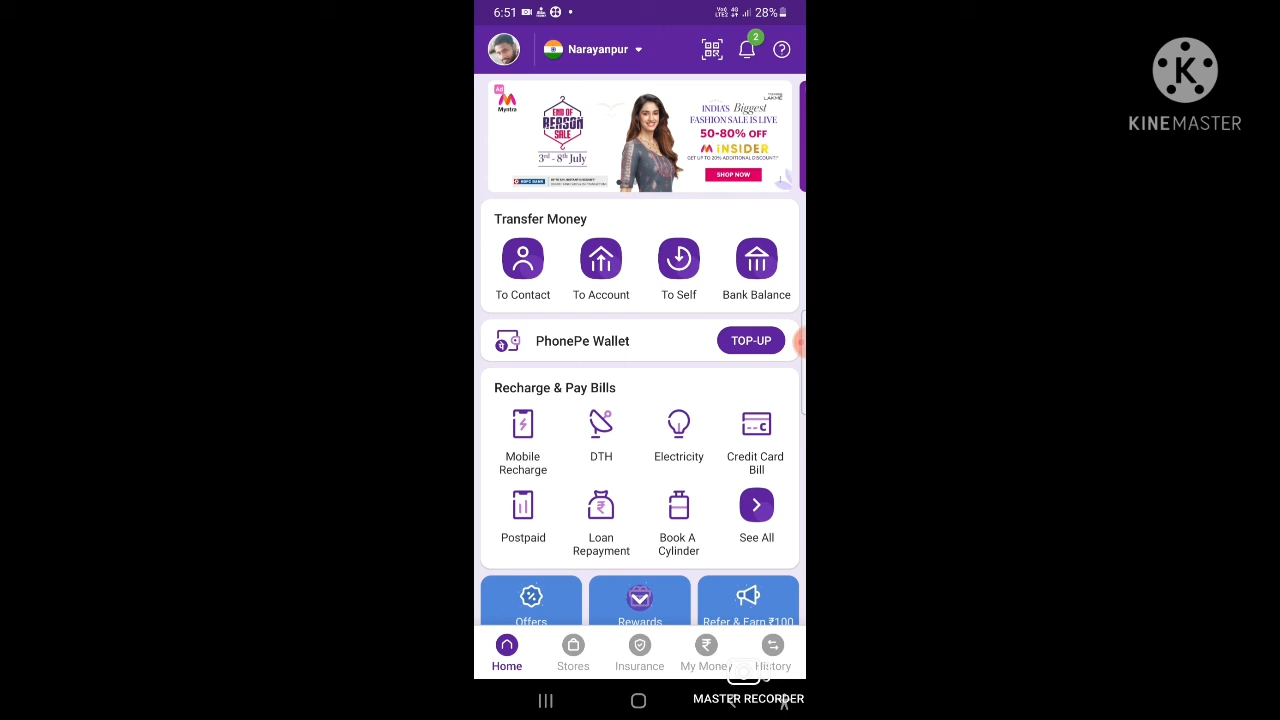 6:51
Vo) 4G
LTE2
28%
Narayanpur
2
KINEMASTER
Ad
Myntra
END OF
REASON
SALE
3rd - 8th July
HDFC BANK
LAKMÉ
INDIA'S Biggest
FASHION SALE IS LIVE
50-80% OFF
INSIDER
GET UP TO 20% ADDITIONAL DISCOUNT*
SHOP NOW
Transfer Money
To Contact
To Account
To Self
Bank Balance
PhonePe Wallet
TOP-UP
Recharge & Pay Bills
Mobile
Recharge
DTH
Electricity
Credit Card
Bill
Postpaid
Loan
Repayment
Book A
Cylinder
See All
Offers
Rewards
Refer & Earn ₹100
Home
Stores
Insurance
My Money
History
MASTER RECORDER